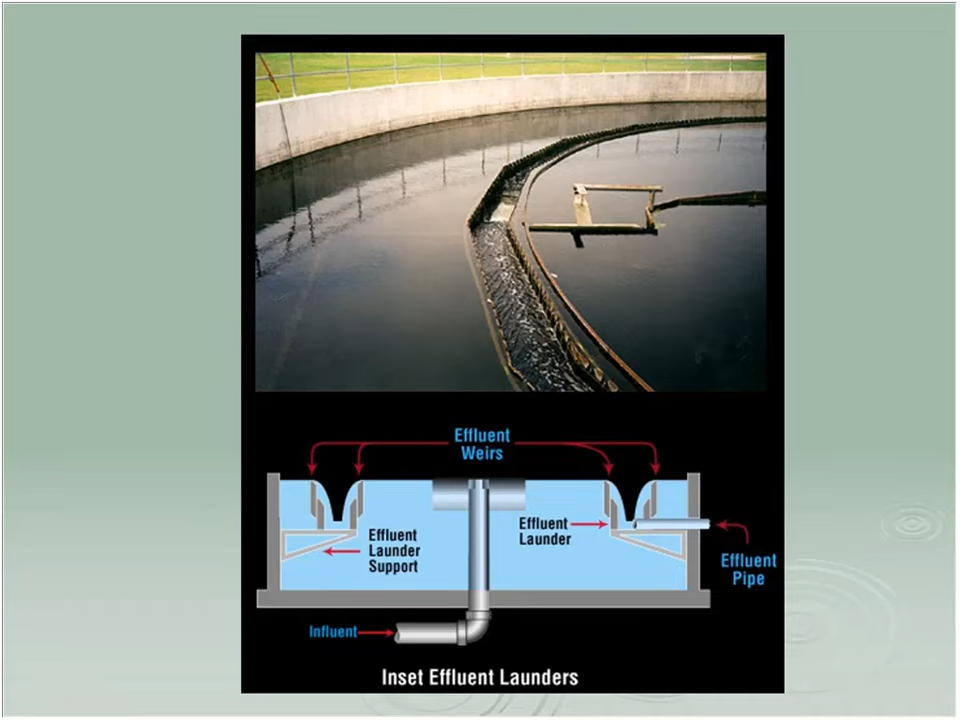 Effluent
Weirs
Effluent
Launder
Support
Effluent
Launder
Effluent
Pipe
Influent
Inset Effluent Launders